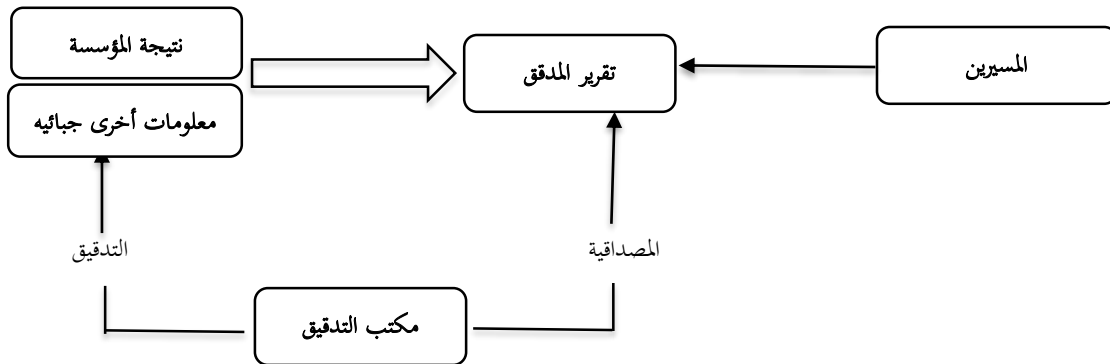 نتيجة المؤسسة
تقرير المدقق
المسيرين
معلومات أخرى جبائيه
التدقيق
المصداقية
مكتب التدقيق